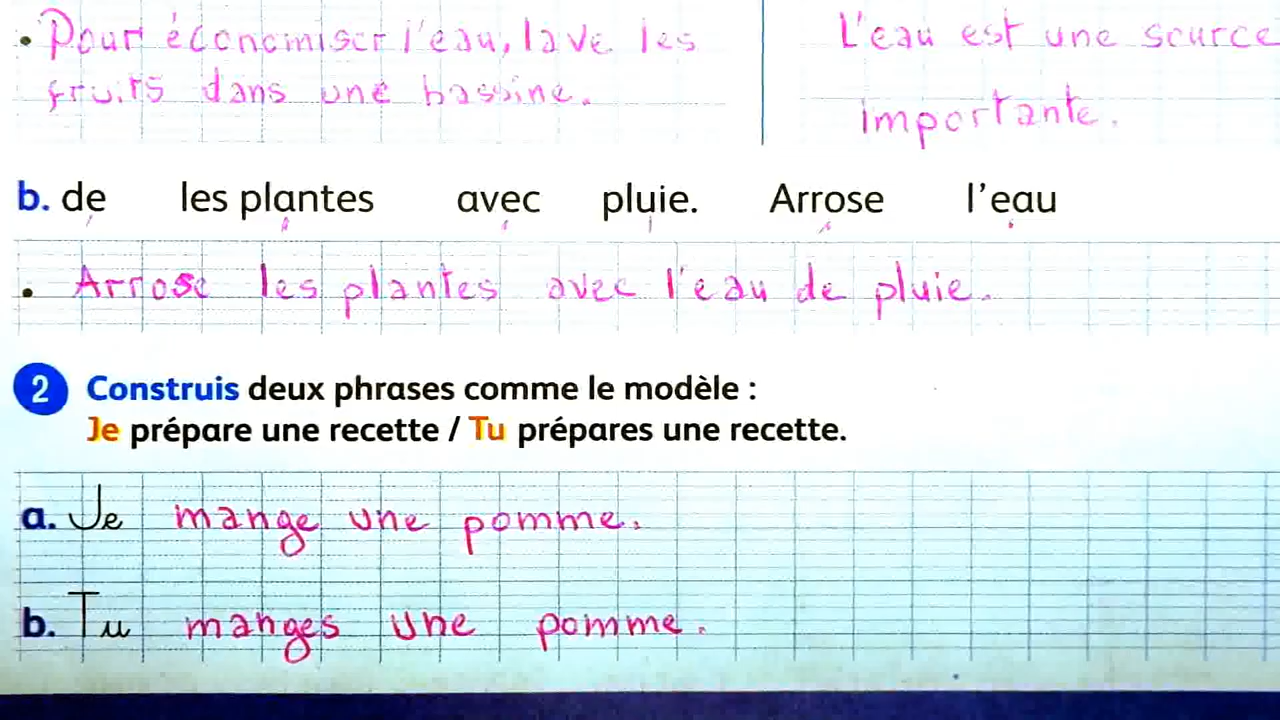 • Pour économiser l'eau, lave les
fruits dans une bassine.
L'eau est une source
importante.
b. de les plantes avec pluie. Arrose l'eau
• Arrose les plantes avec l'eau de pluie.
2 Construis deux phrases comme le modèle :
Je prépare une recette / Tu prépares une recette.
a. Je mange une pomme.
b. Tu manges une pomme.